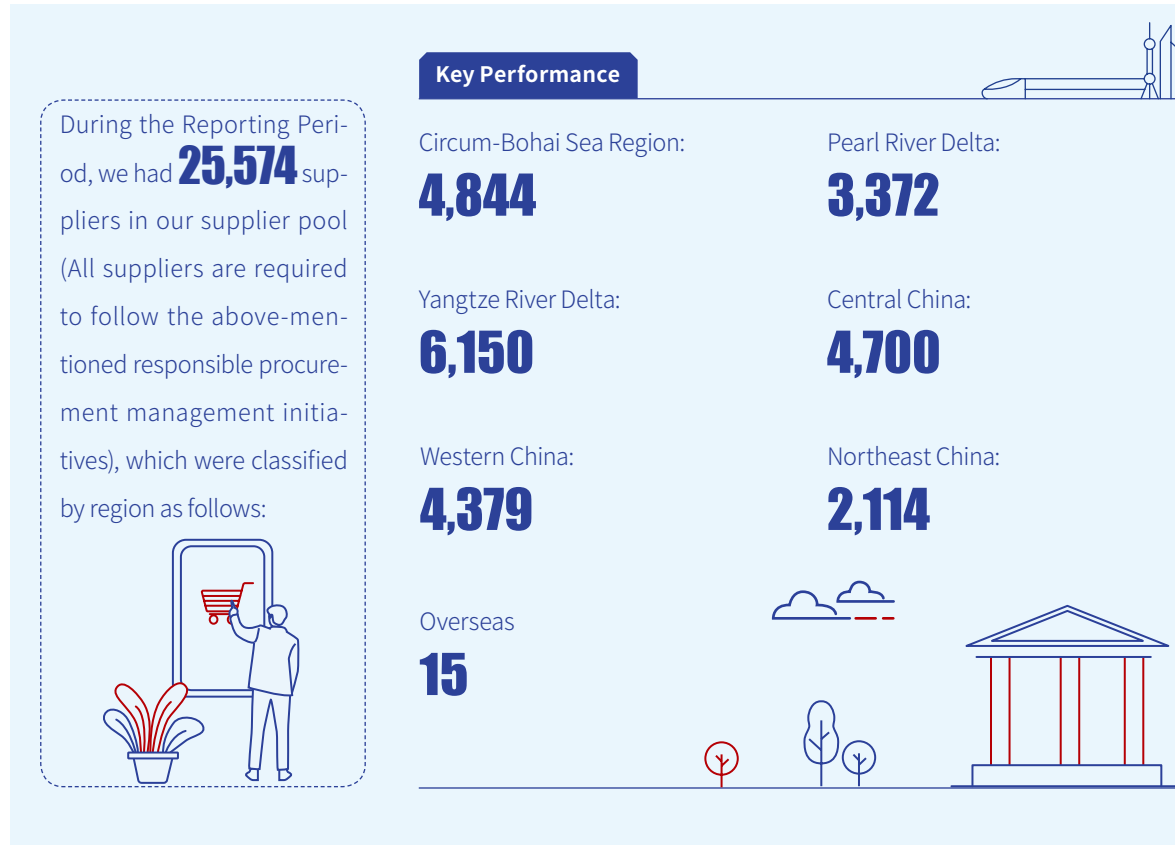 Key Performance
During the Reporting Peri-
od, we had 25,574 sup-
pliers in our supplier pool
(All suppliers are required
to follow the above-men-
tioned responsible procure-
ment management initia-
tives), which were classified
by region as follows:
Circum-Bohai Sea Region:
4,844
Pearl River Delta:
3,372
Yangtze River Delta:
6,150
Central China:
4,700
Western China:
4,379
Northeast China:
2,114
Overseas
15